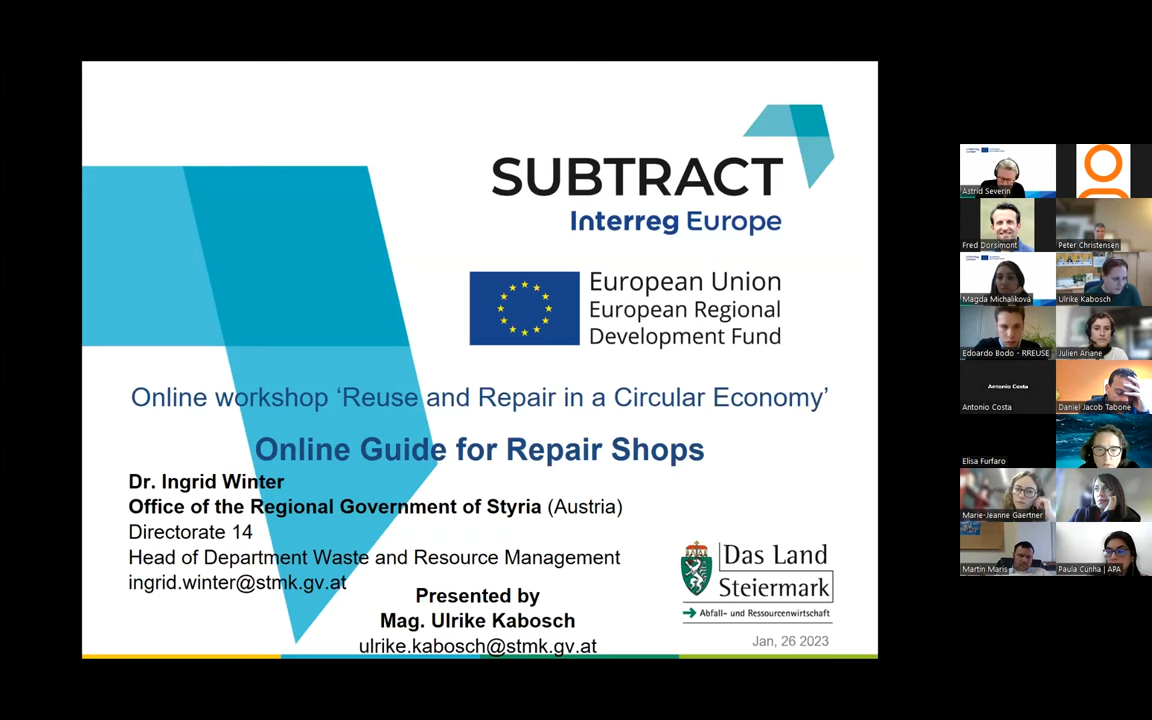 SUBTRACT
Interreg Europe
European Union
European Regional
Development Fund
Online workshop ‘Reuse and Repair in a Circular Economy’
Online Guide for Repair Shops
Dr. Ingrid Winter
Office of the Regional Government of Styria (Austria)
Directorate 14
Head of Department Waste and Resource Management
ingrid.winter@stmk.gv.at
Presented by
Mag. Ulrike Kabosch
ulrike.kabosch@stmk.gv.at
Das Land
Steiermark
Abfall- und Ressourcenwirtschaft
Jan, 26 2023
Astrid Severin
Fred Dorsimont
Peter Christensen
Magda Michaliková
Ulrike Kabosch
Edoardo Bodo - RREUSE
Julien Ariane
Antonio Costa
Antonio Costa
Daniel Jacob Tabone
Elisa Furfaro
Marie-Jeanne Gaertner
Martin Maris
Paula Cunha | APA